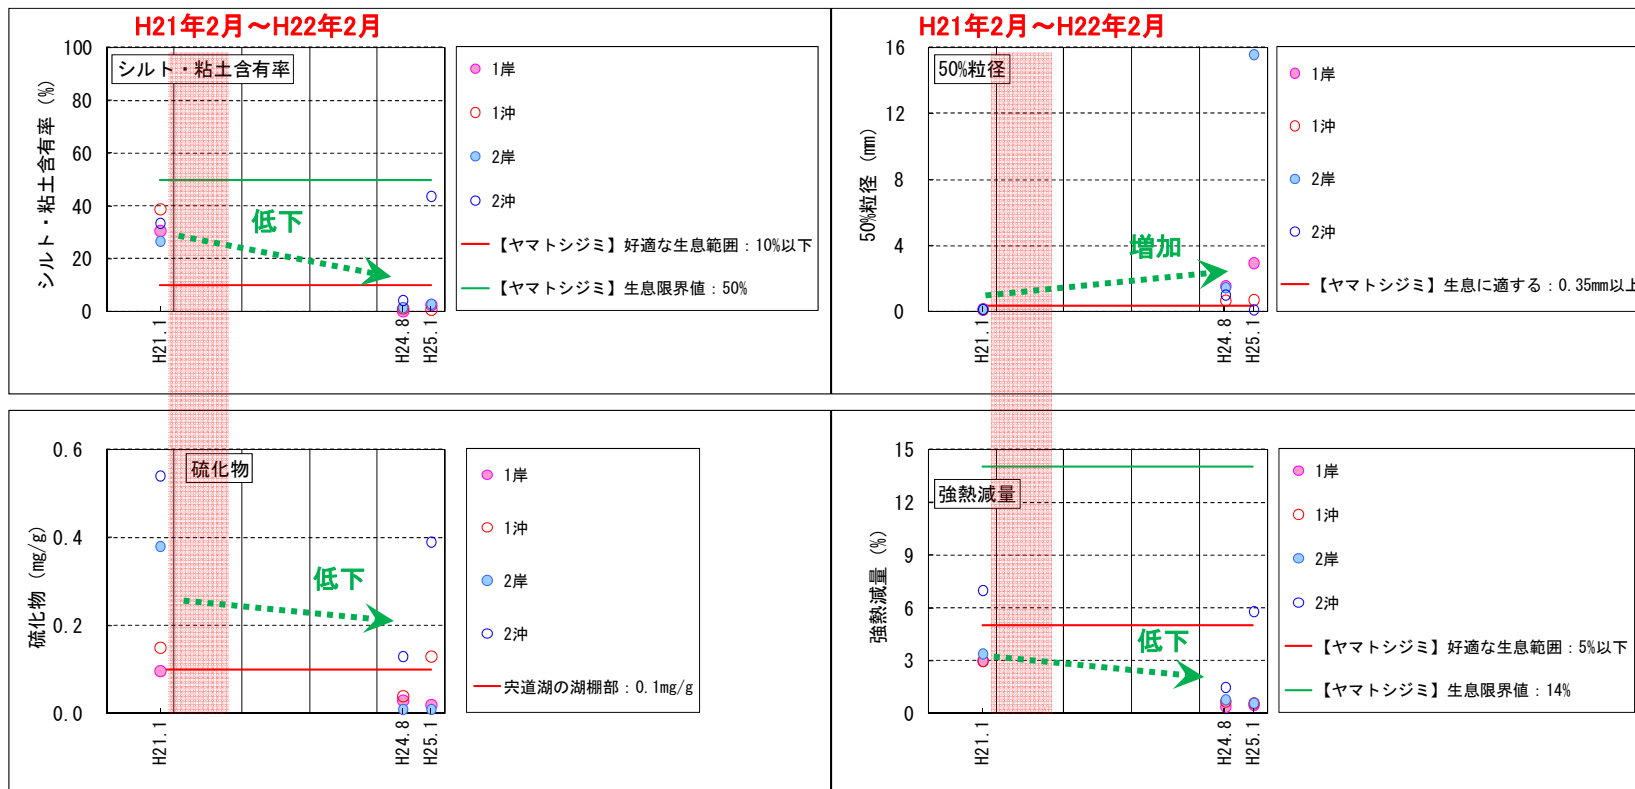 H21年2月～H22年2月
シルト・粘土含有率
シルト・粘土含有率 (%)
100
80
60
40
20
0
低下
H21.1
H24.8
H25.1
1岸
1沖
2岸
2沖
【ヤマトシジミ】好適な生息範囲：10%以下
【ヤマトシジミ】生息限界値：50%
H21年2月～H22年2月
50%粒径
50%粒径 (mm)
16
12
8
4
0
増加
H21.1
H24.8
H25.1
1岸
1沖
2岸
2沖
【ヤマトシジミ】生息に適する：0.35mm以上
硫化物
硫化物 (mg/g)
0.6
0.4
0.2
0.0
低下
H21.1
H24.8
H25.1
1岸
1沖
2岸
2沖
宍道湖の湖棚部：0.1mg/g
強熱減量
強熱減量 (%)
15
12
9
6
3
0
低下
H21.1
H24.8
H25.1
1岸
1沖
2岸
2沖
【ヤマトシジミ】好適な生息範囲：5%以下
【ヤマトシジミ】生息限界値：14%